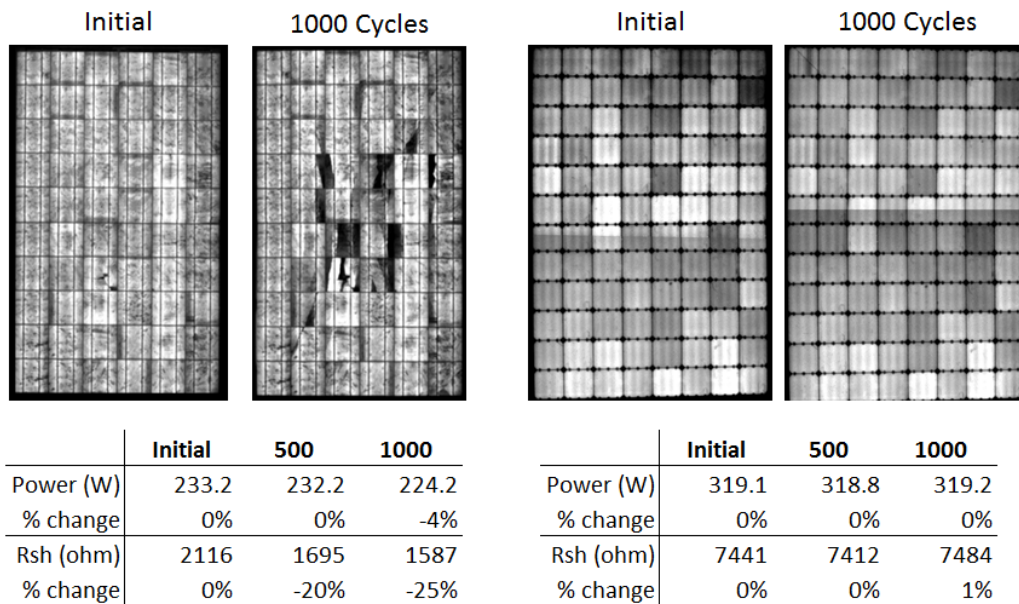 Initial 1000 Cycles Initial 1000 Cycles
Initial 500 1000
Power (W) 233.2 232.2 224.2
% change 0% 0% -4%
Rsh (ohm) 2116 1695 1587
% change 0% -20% -25%
Initial 500 1000
Power (W) 319.1 318.8 319.2
% change 0% 0% 0%
Rsh (ohm) 7441 7412 7484
% change 0% 0% 1%